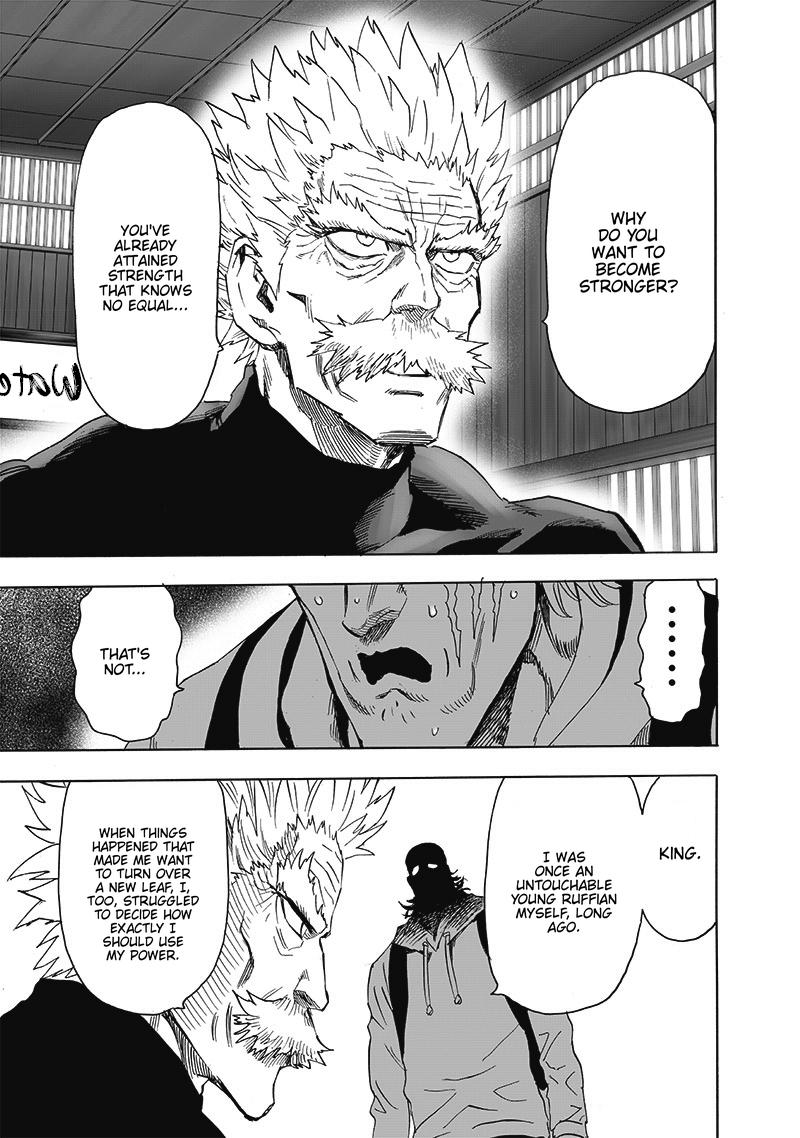 WHY
DO YOU
WANT TO
BECOME
STRONGER?
YOU'VE
ALREADY
ATTAINED
STRENGTH
THAT KNOWS
NO EQUAL...
......
THAT'S
NOT...
KING.
I WAS
ONCE AN
UNTOUCHABLE
YOUNG RUFFIAN
MYSELF, LONG
AGO.
WHEN THINGS
HAPPENED THAT
MADE ME WANT
TO TURN OVER
A NEW LEAF, I,
TOO, STRUGGLED
TO DECIDE HOW
EXACTLY I
SHOULD USE
MY POWER.